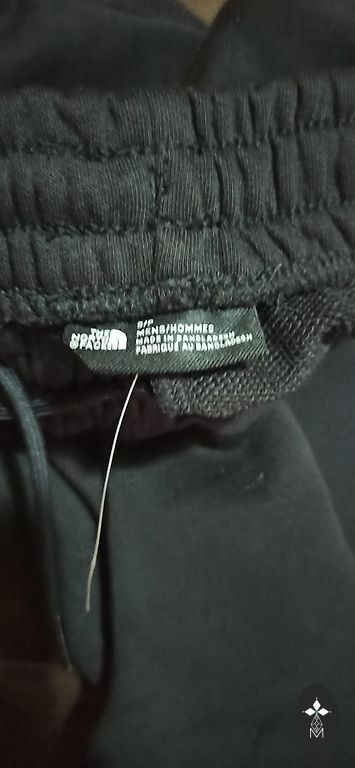 THE
NORTH
FACE
S/P
MENS/HOMMES
MADE IN BANGLADESH
FABRIQUE AU BANGLADESH
M